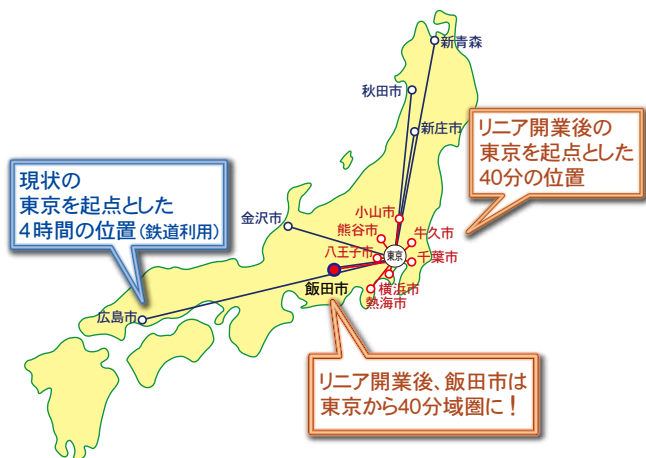 新青森
秋田市
新庄市
リニア開業後の
東京を起点とした
40分の位置
現状の
東京を起点とした
4時間の位置(鉄道利用)
金沢市
小山市
熊谷市
牛久市
八王子市
東京
千葉市
飯田市
横浜市
熱海市
広島市
リニア開業後、飯田市は
東京から40分域圏に!